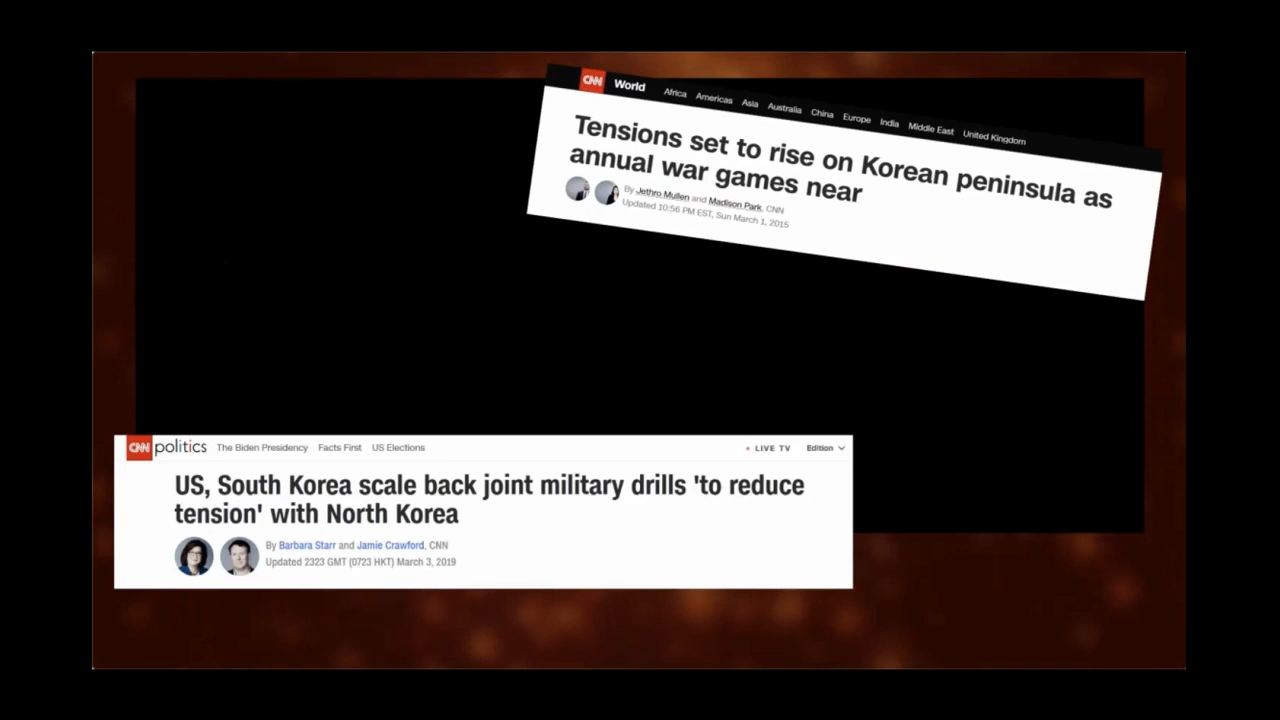 CNN World Africa Americas Asia Australia China Europe India Middle East United Kingdom
Tensions set to rise on Korean peninsula as
annual war games near
By Jethro Mullen and Madison Park, CNN
Updated 10:56 PM EST, Sun March 1, 2015
CNN politics The Biden Presidency Facts First US Elections LIVE TV Edition
US, South Korea scale back joint military drills 'to reduce
tension' with North Korea
By Barbara Starr and Jamie Crawford, CNN
Updated 2323 GMT (0723 HKT) March 3, 2019